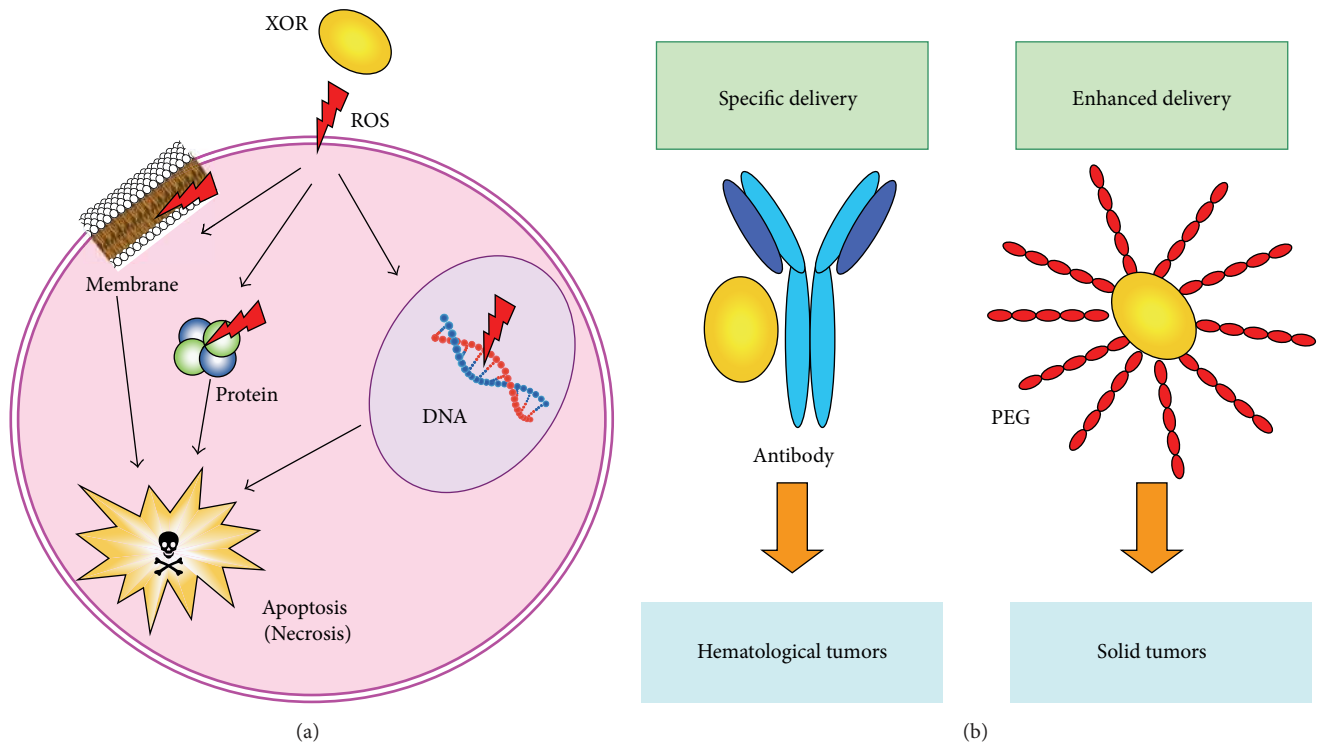 XOR
ROS
Membrane
Protein
DNA
Apoptosis
(Necrosis)
(a)
Specific delivery
Enhanced delivery
Antibody
PEG
Hematological tumors
Solid tumors
(b)